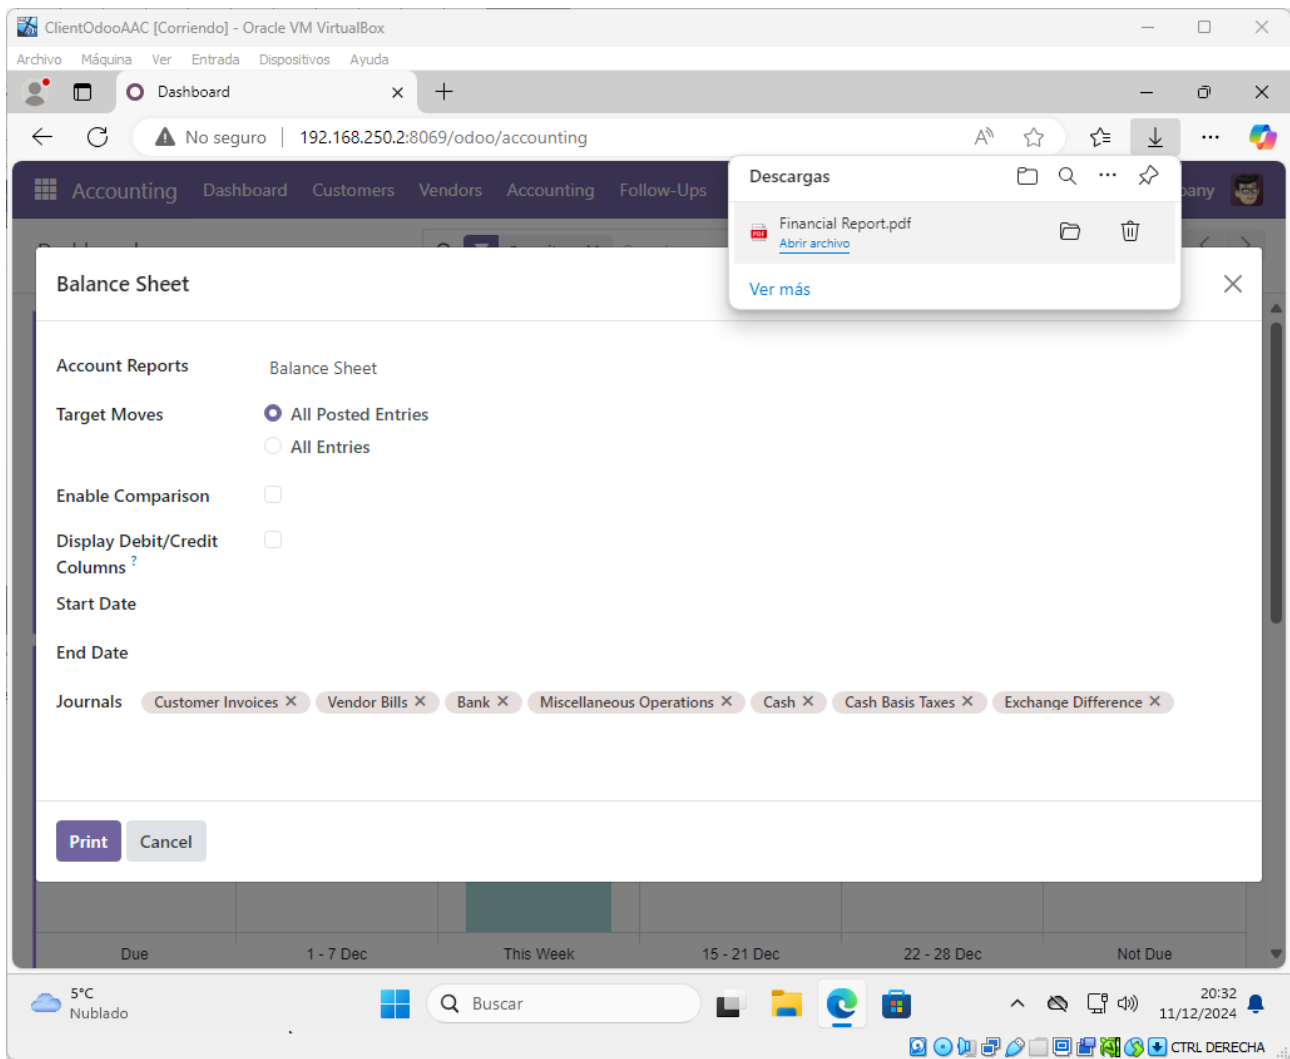 ClientOdooAAC [Corriendo] - Oracle VM VirtualBox
Archivo Máquina Ver Entrada Dispositivos Ayuda
Dashboard
No seguro 192.168.250.2:8069/odoo/accounting
Accounting Dashboard Customers Vendors Accounting Follow-Ups
Descargas
Financial Report.pdf
Abrir archivo
Ver más
Balance Sheet
Account Reports Balance Sheet
Target Moves All Posted Entries
All Entries
Enable Comparison
Display Debit/Credit
Columns ?
Start Date
End Date
Journals Customer Invoices Vendor Bills Bank Miscellaneous Operations Cash Cash Basis Taxes Exchange Difference
Print Cancel
Due 1 - 7 Dec This Week 15 - 21 Dec 22 - 28 Dec Not Due
5°C
Nublado
Buscar
20:32
11/12/2024
CTRL DERECHA